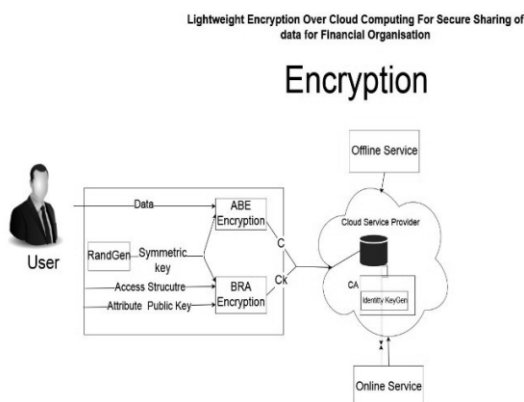 Lightweight Encryption Over Cloud Computing For Secure Sharing of
data for Financial Organisation
Encryption
Offline Service
Data
ABE
Encryption
Cloud Service Provider
User
RandGen
Symmetric
key
C
Ck
Access Strucutre
Attribute Public Key
BRA
Encryption
CA
Identity KeyGen
Online Service